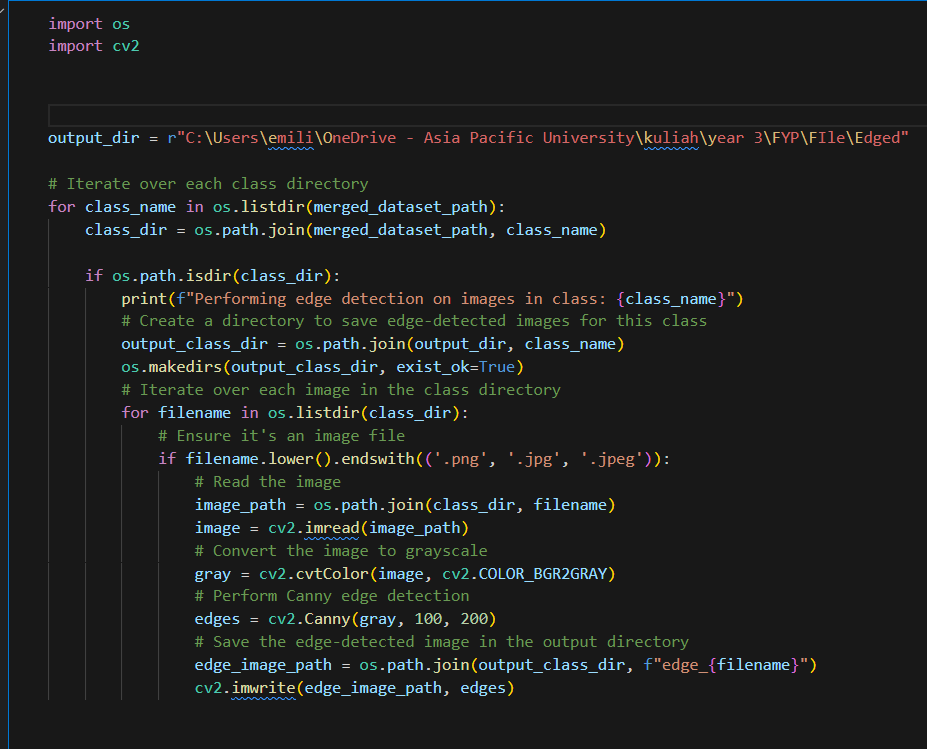 import os
import cv2
output_dir = r"C:\Users\emili\OneDrive - Asia Pacific University\kuliah\year 3\FYP\FIle\Edged"
# Iterate over each class directory
for class_name in os.listdir(merged_dataset_path):
    class_dir = os.path.join(merged_dataset_path, class_name)
    if os.path.isdir(class_dir):
        print(f"Performing edge detection on images in class: {class_name}")
        # Create a directory to save edge-detected images for this class
        output_class_dir = os.path.join(output_dir, class_name)
        os.makedirs(output_class_dir, exist_ok=True)
        # Iterate over each image in the class directory
        for filename in os.listdir(class_dir):
            # Ensure it's an image file
            if filename.lower().endswith(('.png', '.jpg', '.jpeg')):
                # Read the image
                image_path = os.path.join(class_dir, filename)
                image = cv2.imread(image_path)
                # Convert the image to grayscale
                gray = cv2.cvtColor(image, cv2.COLOR_BGR2GRAY)
                # Perform Canny edge detection
                edges = cv2.Canny(gray, 100, 200)
                # Save the edge-detected image in the output directory
                edge_image_path = os.path.join(output_class_dir, f"edge_{filename}")
                cv2.imwrite(edge_image_path, edges)